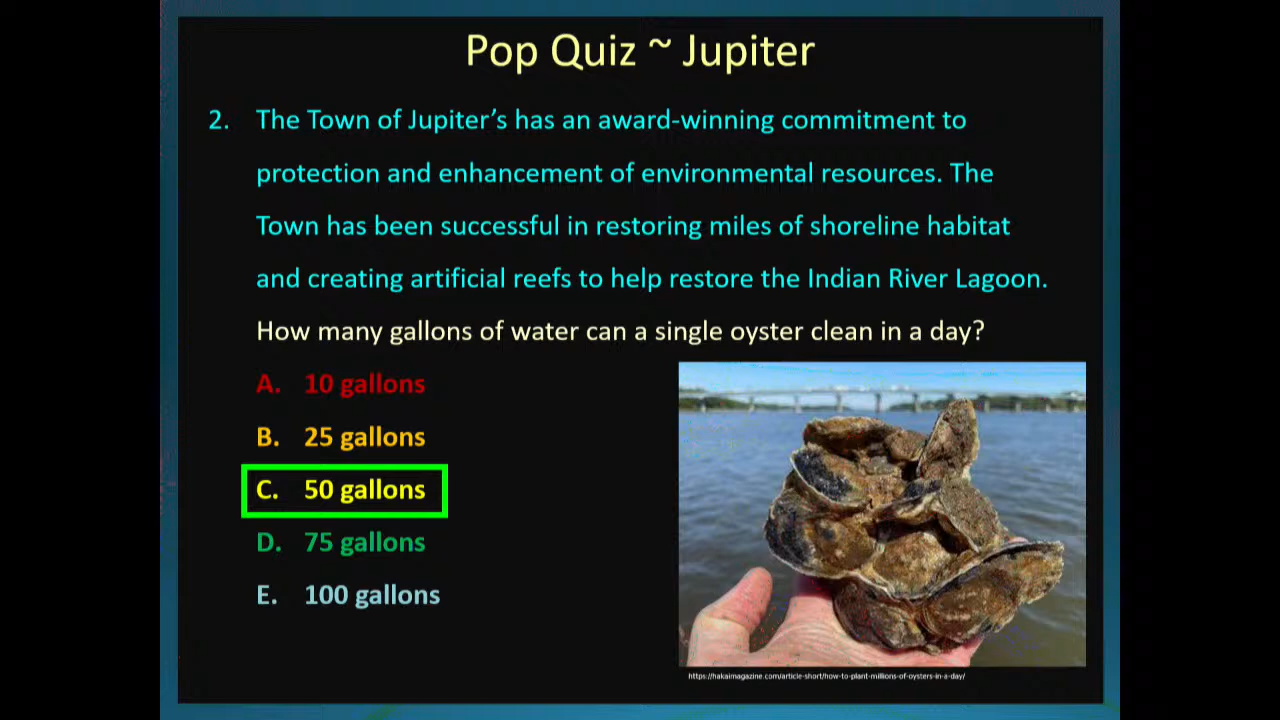 Pop Quiz ~ Jupiter
2. The Town of Jupiter’s has an award-winning commitment to
protection and enhancement of environmental resources. The
Town has been successful in restoring miles of shoreline habitat
and creating artificial reefs to help restore the Indian River Lagoon.
How many gallons of water can a single oyster clean in a day?
A. 10 gallons
B. 25 gallons
C. 50 gallons
D. 75 gallons
E. 100 gallons
https://hakaimagazine.com/article-short/how-to-plant-millions-of-oysters-in-a-day/